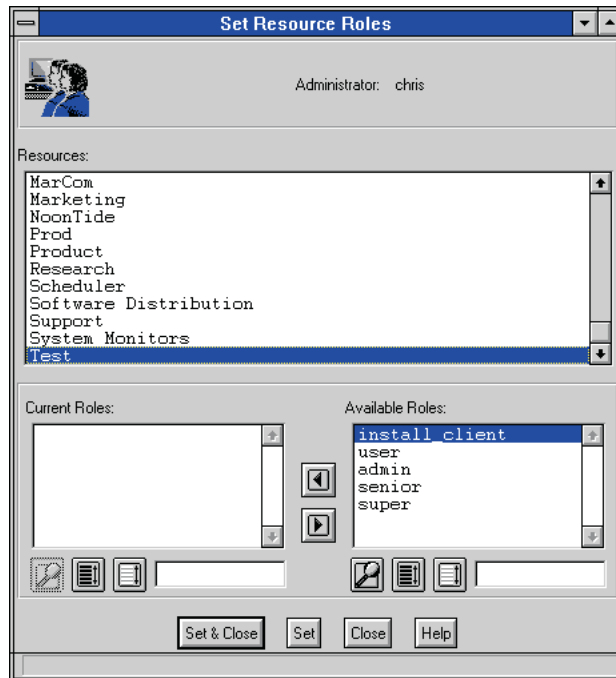 Set Resource Roles
Administrator: chris
Resources:
MarCom
Marketing
NoonTide
Prod
Product
Research
Scheduler
Software Distribution
Support
System Monitors
Test
Current Roles:
Available Roles:
install_client
user
admin
senior
super
Set & Close
Set
Close
Help